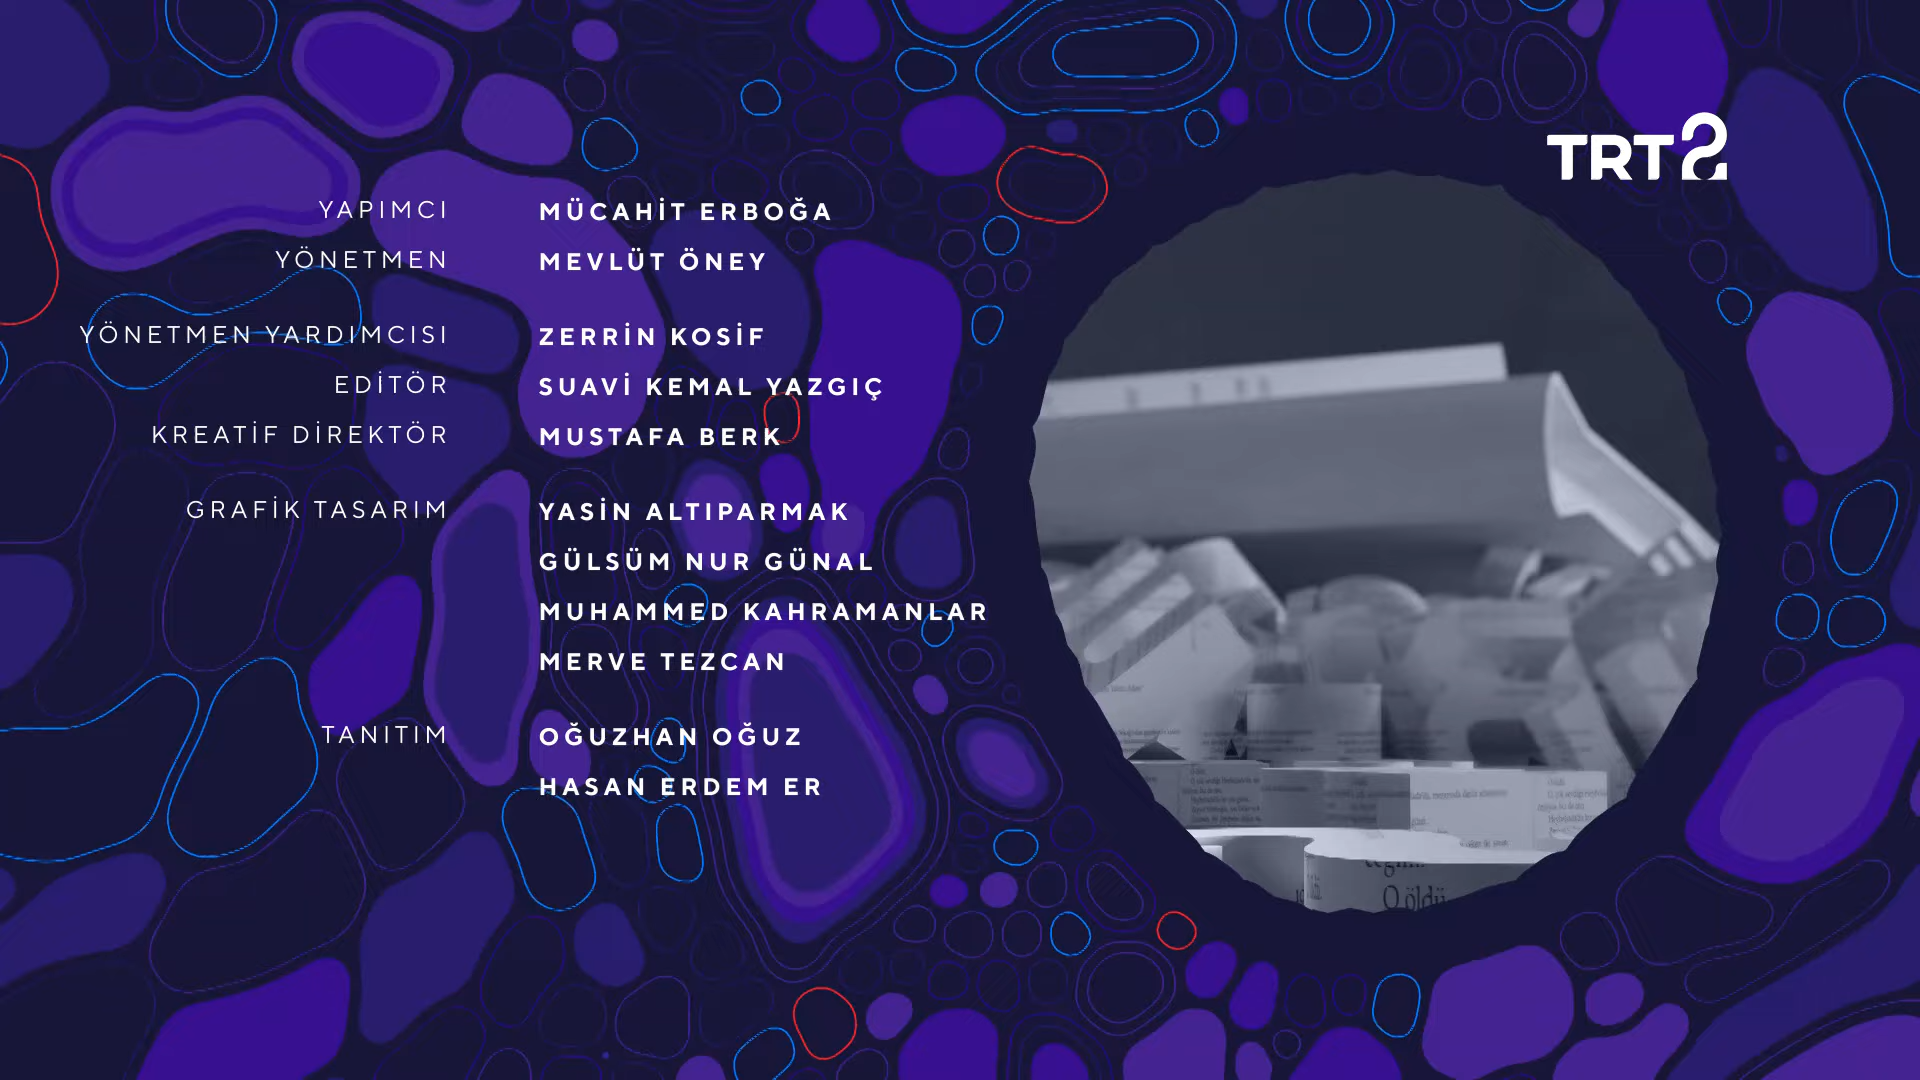 TRT2
YAPIMCI MÜCAHİT ERBOĞA
YÖNETMEN MEVLÜT ÖNEY
YÖNETMEN YARDIMCISI ZERRİN KOSİF
EDİTÖR SUAVİ KEMAL YAZGIÇ
KREATİF DİREKTÖR MUSTAFA BERK
GRAFİK TASARIM YASİN ALTIPARMAK
GÜLSÜM NUR GÜNAL
MUHAMMED KAHRAMANLAR
MERVE TEZCAN
TANITIM OĞUZHAN OĞUZ
HASAN ERDEM ER
O öldü